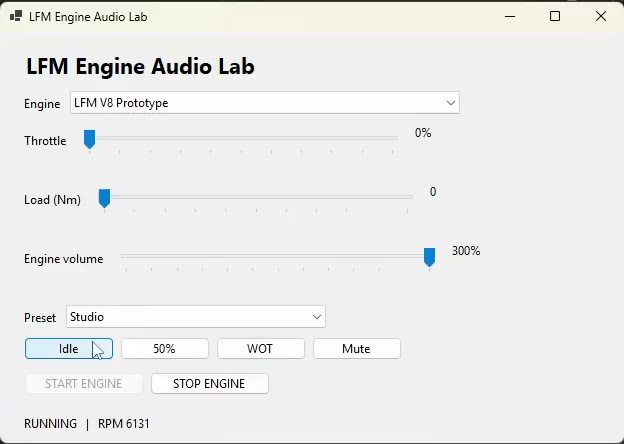 LFM Engine Audio Lab
LFM Engine Audio Lab
Engine LFM V8 Prototype
Throttle 0%
Load (Nm) 0
Engine volume 300%
Preset Studio
Idle 50% WOT Mute
START ENGINE STOP ENGINE
RUNNING | RPM 6131